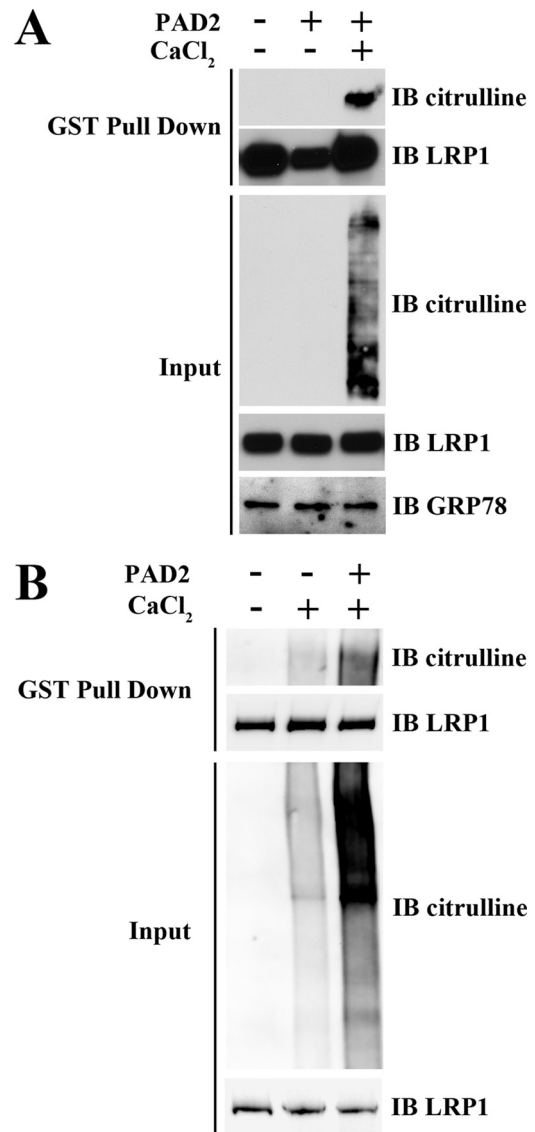 A
PAD2 - + +
CaCl₂ - - +
GST Pull Down
IB citrulline
IB LRP1
Input
IB citrulline
IB LRP1
IB GRP78
B
PAD2 - - +
CaCl₂ - + +
GST Pull Down
IB citrulline
IB LRP1
Input
IB citrulline
IB LRP1